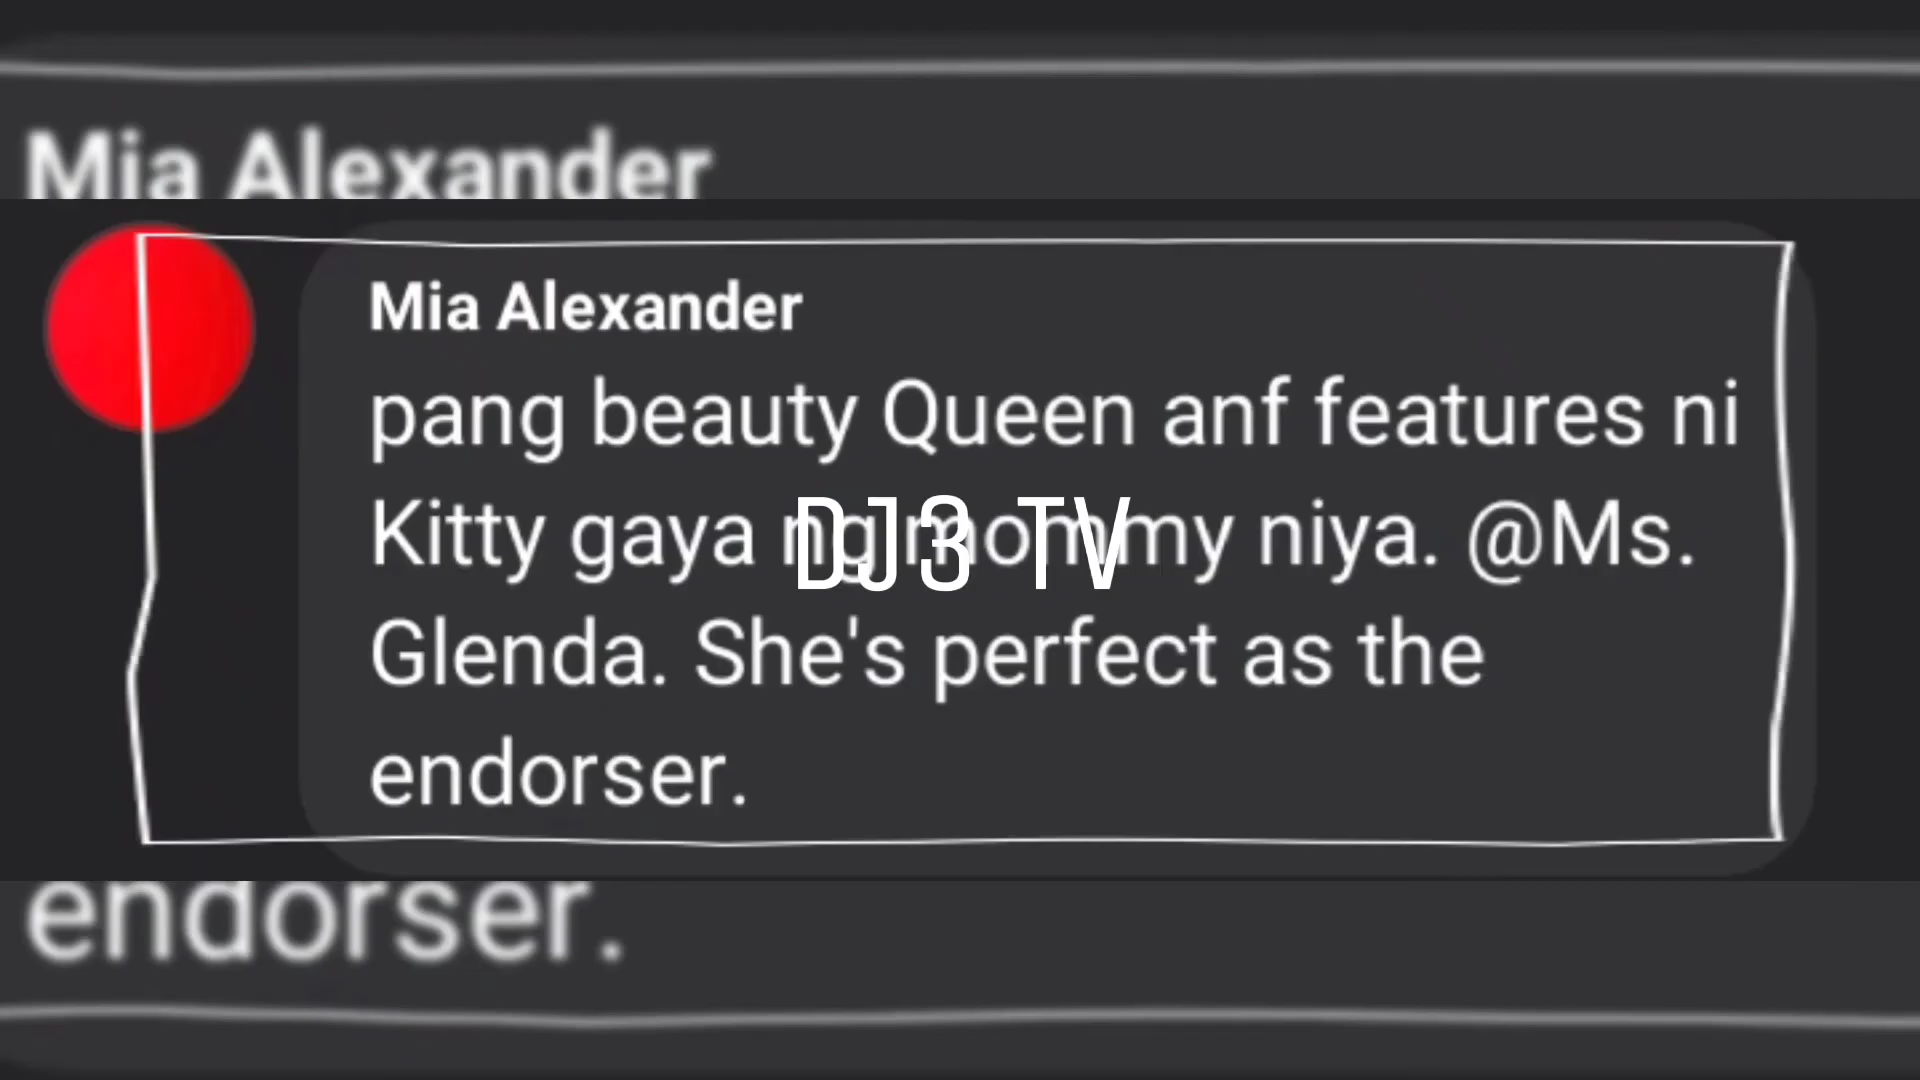 Mia Alexander
Mia Alexander
pang beauty Queen anf features ni
Kitty gaya ng mommy niya. @Ms.
DJ3 TV
Glenda. She's perfect as the
endorser.
endorser.